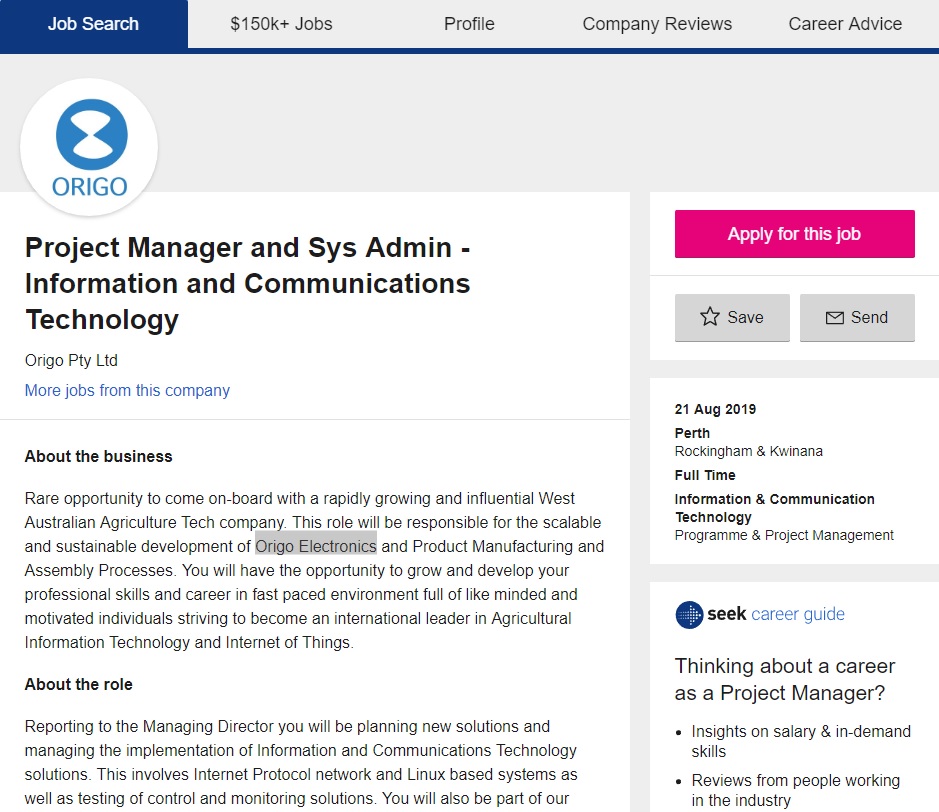 Job Search
$150k+ Jobs
Profile
Company Reviews
Career Advice
ORIGO
Project Manager and Sys Admin -
Information and Communications
Technology
Origo Pty Ltd
More jobs from this company
About the business
Rare opportunity to come on-board with a rapidly growing and influential West
Australian Agriculture Tech company. This role will be responsible for the scalable
and sustainable development of Origo Electronics and Product Manufacturing and
Assembly Processes. You will have the opportunity to grow and develop your
professional skills and career in fast paced environment full of like minded and
motivated individuals striving to become an international leader in Agricultural
Information Technology and Internet of Things.
About the role
Reporting to the Managing Director you will be planning new solutions and
managing the implementation of Information and Communications Technology
solutions. This involves Internet Protocol network and Linux based systems as
well as testing of control and monitoring solutions. You will also be part of our
Apply for this job
Save
Send
21 Aug 2019
Perth
Rockingham & Kwinana
Full Time
Information & Communication
Technology
Programme & Project Management
seek career guide
Thinking about a career
as a Project Manager?
• Insights on salary & in-demand
skills
• Reviews from people working
in the industry